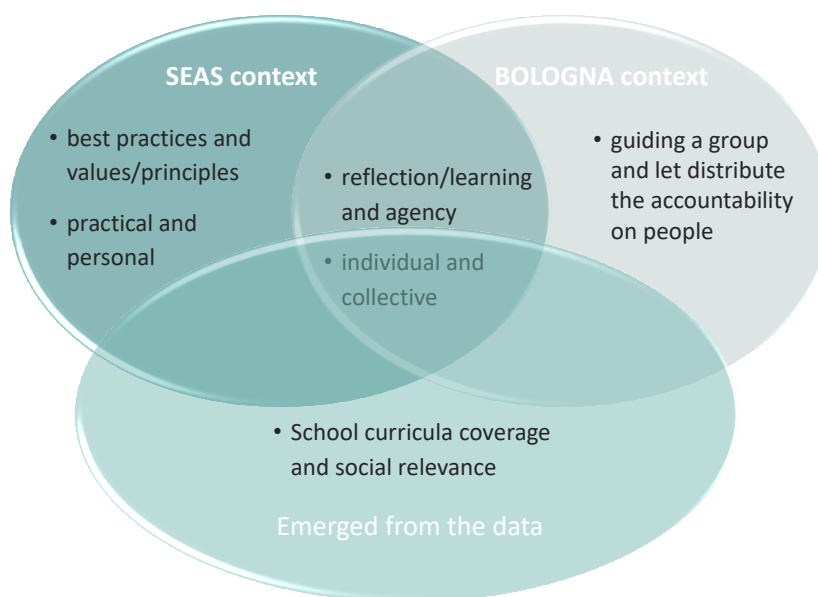 SEAS context
BOLOGNA context
• best practices and
values/principles
• practical and
personal
• reflection/learning
and agency
• individual and
collective
• guiding a group
and let distribute
the accountability
on people
• School curricula coverage
and social relevance
Emerged from the data